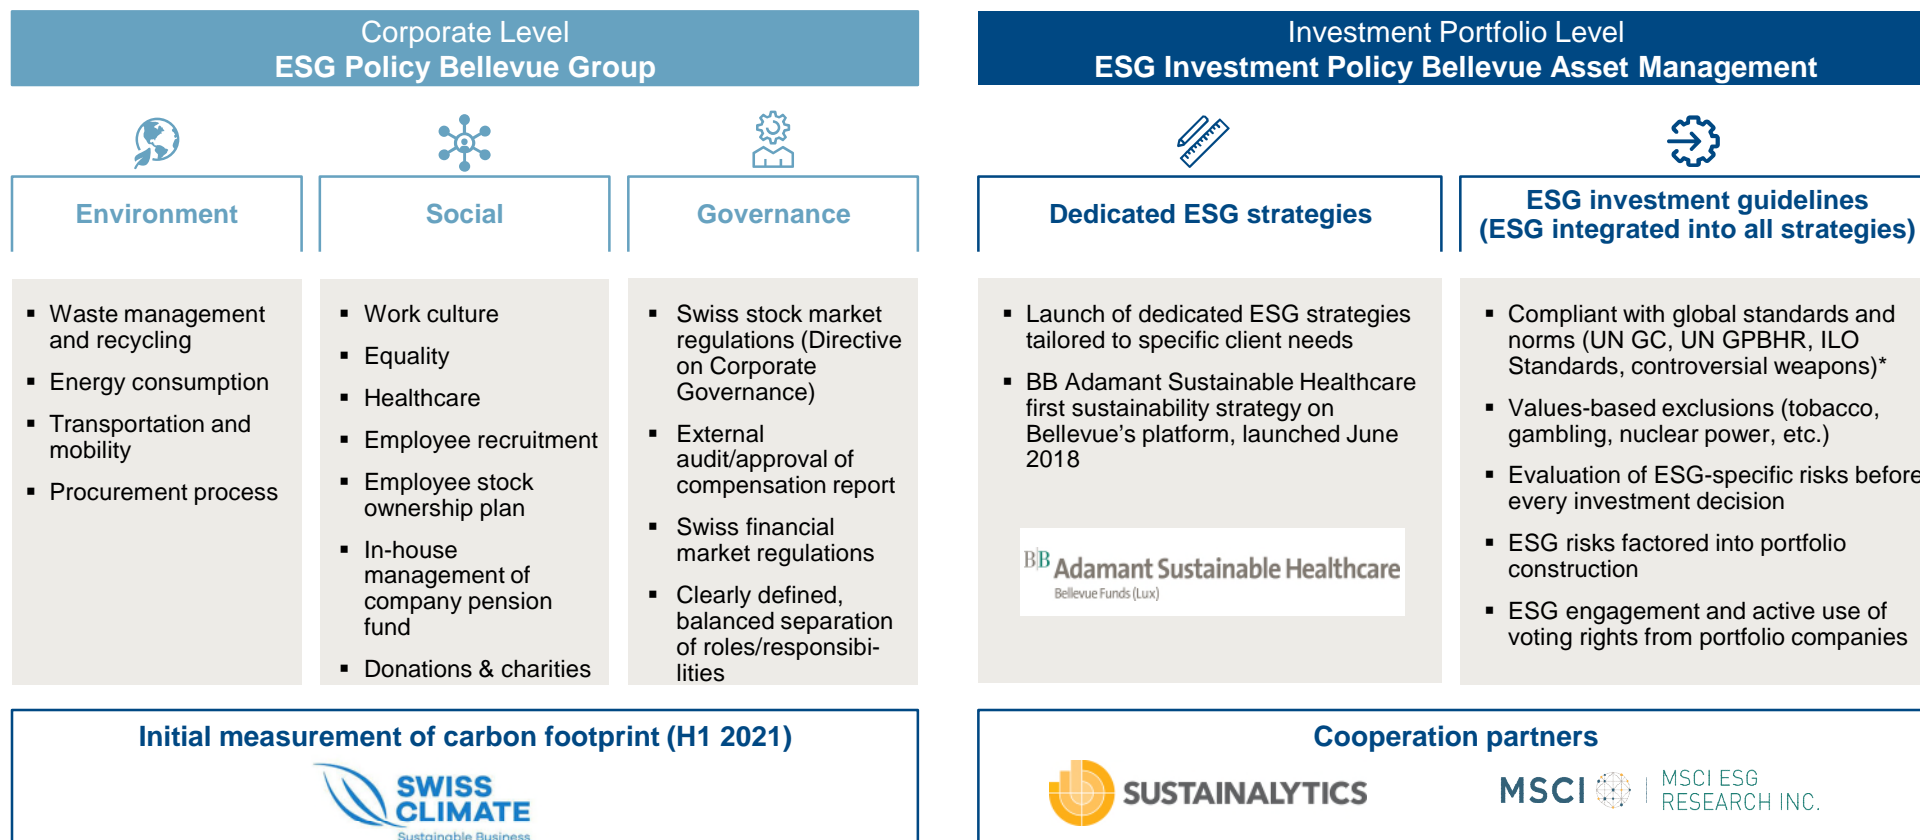 Corporate Level
ESG Policy Bellevue Group
Environment
Social
Governance
▪ Waste management
and recycling
▪ Energy consumption
▪ Transportation and
mobility
▪ Procurement process
▪ Work culture
▪ Equality
▪ Healthcare
▪ Employee recruitment
▪ Employee stock
ownership plan
▪ In-house
management of
company pension
fund
▪ Donations & charities
▪ Swiss stock market
regulations (Directive
on Corporate
Governance)
▪ External
audit/approval of
compensation report
▪ Swiss financial
market regulations
▪ Clearly defined,
balanced separation
of roles/responsibi-
lities
Initial measurement of carbon footprint (H1 2021)
SWISS
CLIMATE
Sustainable Business
Investment Portfolio Level
ESG Investment Policy Bellevue Asset Management
Dedicated ESG strategies
ESG investment guidelines
(ESG integrated into all strategies)
▪ Launch of dedicated ESG strategies
tailored to specific client needs
▪ BB Adamant Sustainable Healthcare
first sustainability strategy on
Bellevue's platform, launched June
2018
BB Adamant Sustainable Healthcare
Bellevue Funds (Lux)
▪ Compliant with global standards and
norms (UN GC, UN GPBHR, ILO
Standards, controversial weapons)*
▪ Values-based exclusions (tobacco,
gambling, nuclear power, etc.)
▪ Evaluation of ESG-specific risks before
every investment decision
▪ ESG risks factored into portfolio
construction
▪ ESG engagement and active use of
voting rights from portfolio companies
Cooperation partners
SUSTAINALYTICS
MSCI
MSCI ESG
RESEARCH INC.